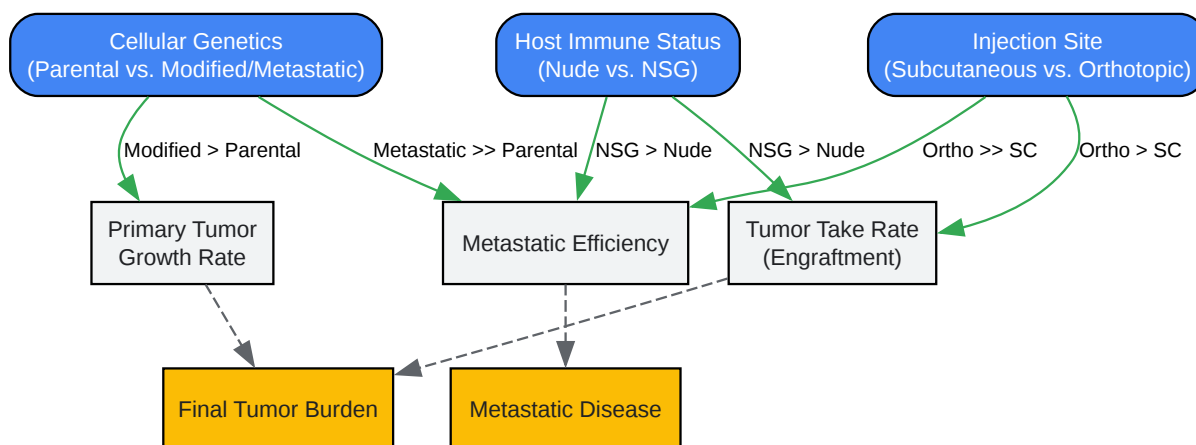 Cellular Genetics
(Parental vs. Modified/Metastatic)
Host Immune Status
(Nude vs. NSG)
Injection Site
(Subcutaneous vs. Orthotopic)
Modified > Parental
Metastatic >> Parental
NSG > Nude
NSG > Nude
Ortho >> SC
Ortho > SC
Primary Tumor
Growth Rate
Metastatic Efficiency
Tumor Take Rate
(Engraftment)
Final Tumor Burden
Metastatic Disease